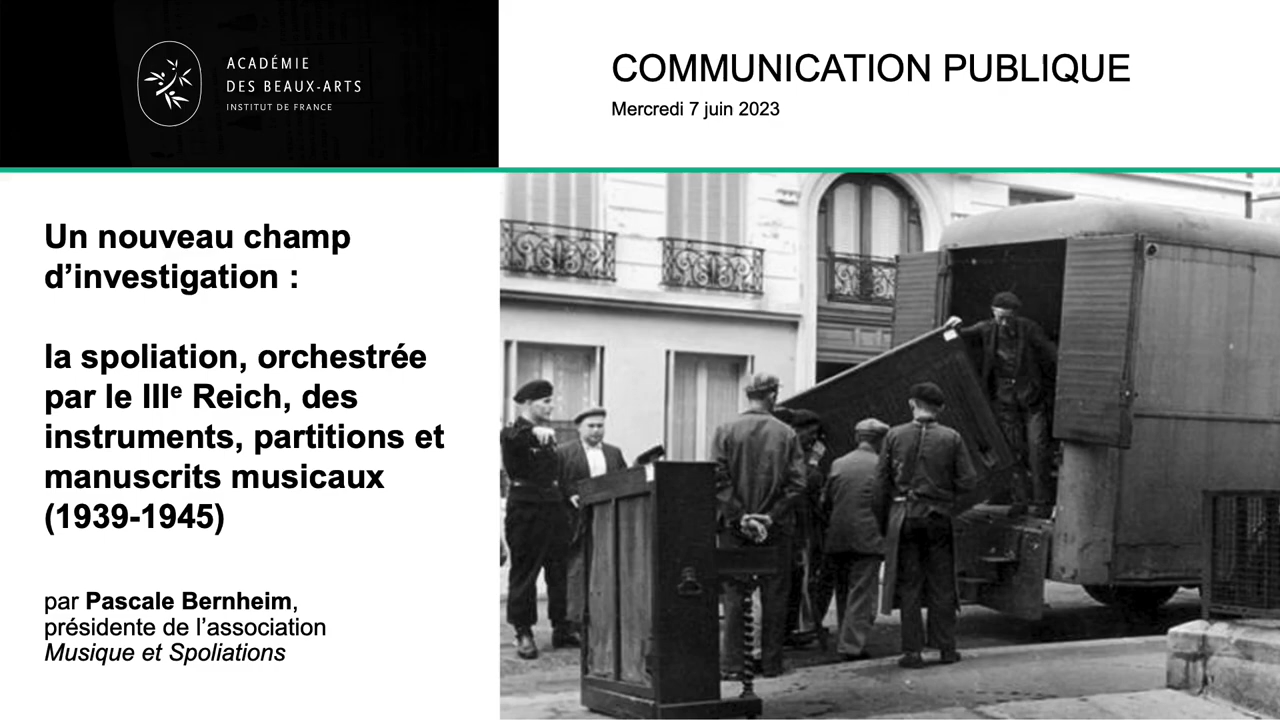 ACADÉMIE
DES BEAUX-ARTS
INSTITUT DE FRANCE
COMMUNICATION PUBLIQUE
Mercredi 7 juin 2023
Un nouveau champ
d’investigation :
la spoliation, orchestrée
par le IIIᵉ Reich, des
instruments, partitions et
manuscrits musicaux
(1939-1945)
par Pascale Bernheim,
présidente de l’association
Musique et Spoliations